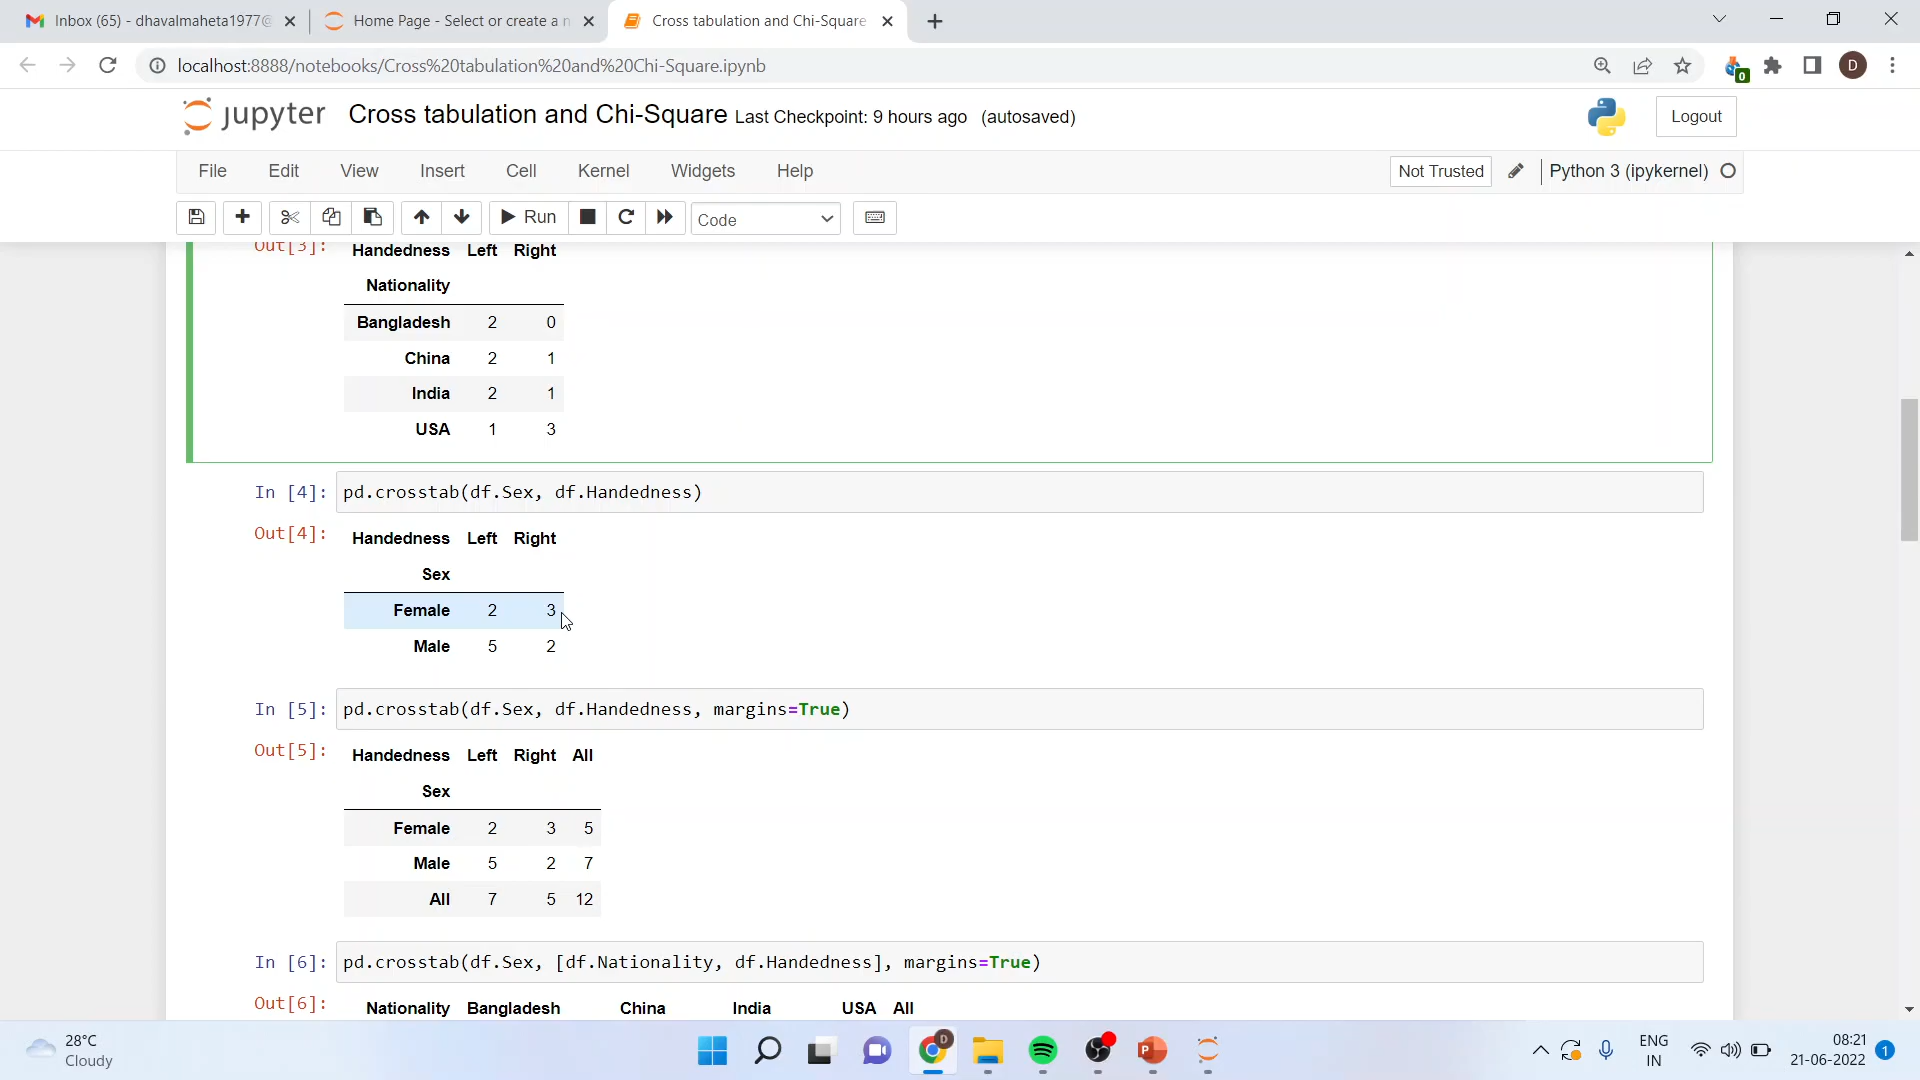 Inbox (65) - dhavalmaheta1977@
Home Page - Select or create a n
Cross tabulation and Chi-Square
localhost:8888/notebooks/Cross%20tabulation%20and%20Chi-Square.ipynb
0
D
jupyter Cross tabulation and Chi-Square Last Checkpoint: 9 hours ago (autosaved)
Logout
File Edit View Insert Cell Kernel Widgets Help
Not Trusted
Python 3 (ipykernel)
Run
Code
Out[3]:
Handedness Left Right
Nationality
Bangladesh 2 0
China 2 1
India 2 1
USA 1 3
In [4]: pd.crosstab(df.Sex, df.Handedness)
Out[4]:
Handedness Left Right
Sex
Female 2 3
Male 5 2
In [5]: pd.crosstab(df.Sex, df.Handedness, margins=True)
Out[5]:
Handedness Left Right All
Sex
Female 2 3 5
Male 5 2 7
All 7 5 12
In [6]: pd.crosstab(df.Sex, [df.Nationality, df.Handedness], margins=True)
Out[6]:
Nationality Bangladesh China India USA All
28°C
Cloudy
D
ENG
IN
08:21
21-06-2022
1